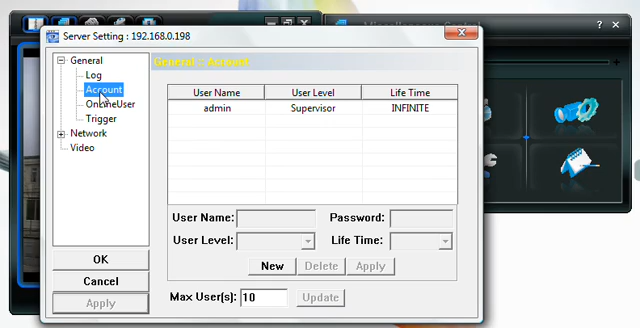 Server Setting : 192.168.0.198
General
Log
Account
OnlineUser
Trigger
Network
Video
OK
Cancel
Apply
General :: Account
User Name User Level Life Time
admin Supervisor INFINITE
User Name: Password:
User Level: Life Time:
New Delete Apply
Max User(s): 10 Update